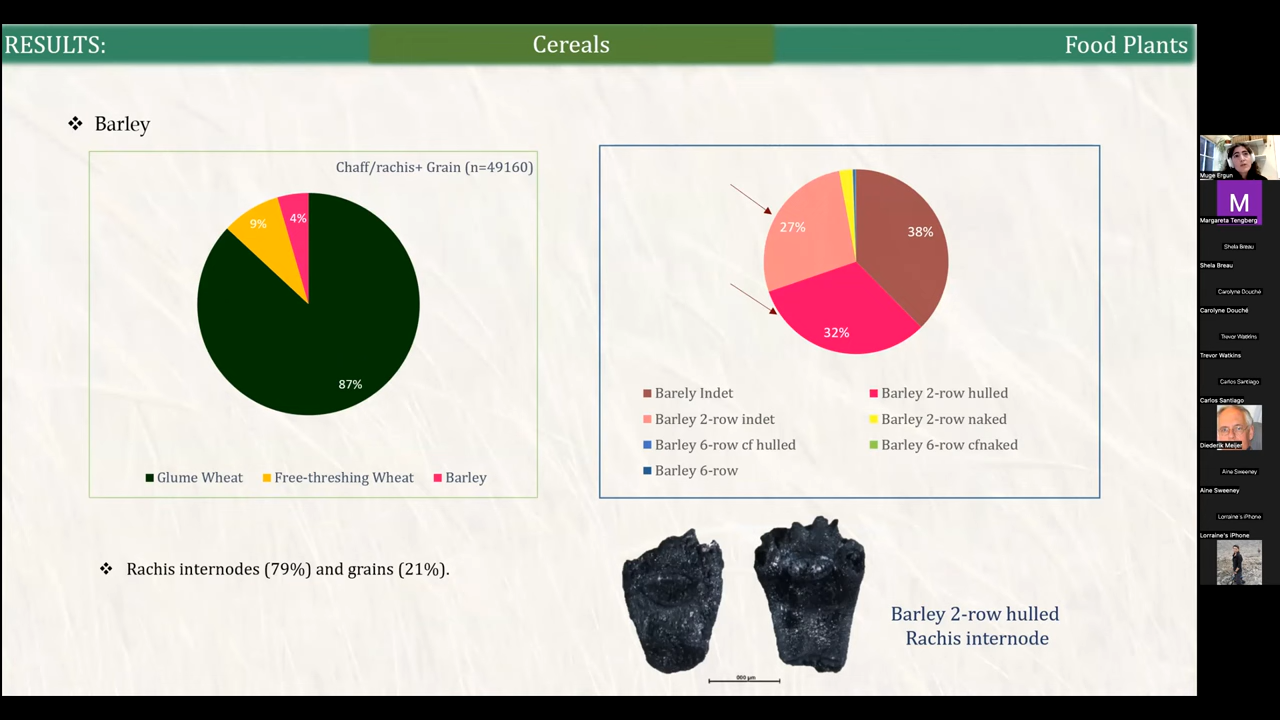 RESULTS:
Cereals
Food Plants
❖ Barley
Chaff/rachis+ Grain (n=49160)
4%
9%
87%
Glume Wheat
Free-threshing Wheat
Barley
27%
38%
32%
Barely Indet
Barley 2-row hulled
Barley 2-row indet
Barley 2-row naked
Barley 6-row cf hulled
Barley 6-row cfnaked
Barley 6-row
❖ Rachis internodes (79%) and grains (21%).
Barley 2-row hulled
Rachis internode
Muge Ergun
M
Margareta Tengberg
Shela Breau
Shela Breau
Carolyne Douché
Carolyne Douché
Trevor Watkins
Trevor Watkins
Carlos Santiago
Carlos Santiago
Diederik Meijer
Aine Sweeney
Aine Sweeney
Lorraine's iPhone
Lorraine's iPhone